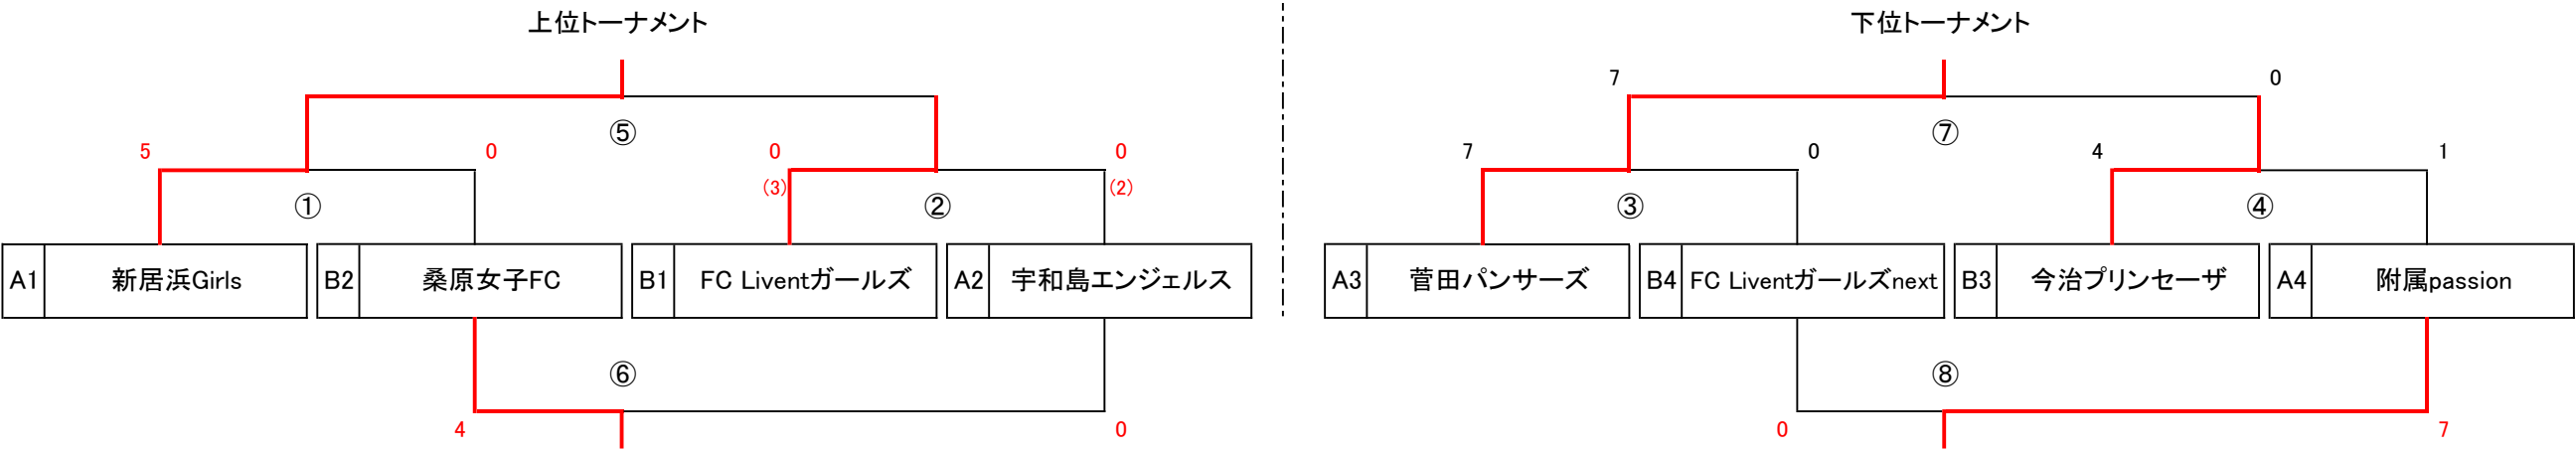 上位トーナメント
下位トーナメント
7
0
⑤
⑦
5
0
0
0
7
0
4
1
(3)
(2)
①
②
③
④
A1 新居浜Girls
B2 桑原女子FC
B1 FC Liventガールズ
A2 宇和島エンジェルス
A3 菅田パンサーズ
B4 FC Liventガールズnext
B3 今治プリンセーザ
A4 附属passion
⑥
⑧
4
0
0
7